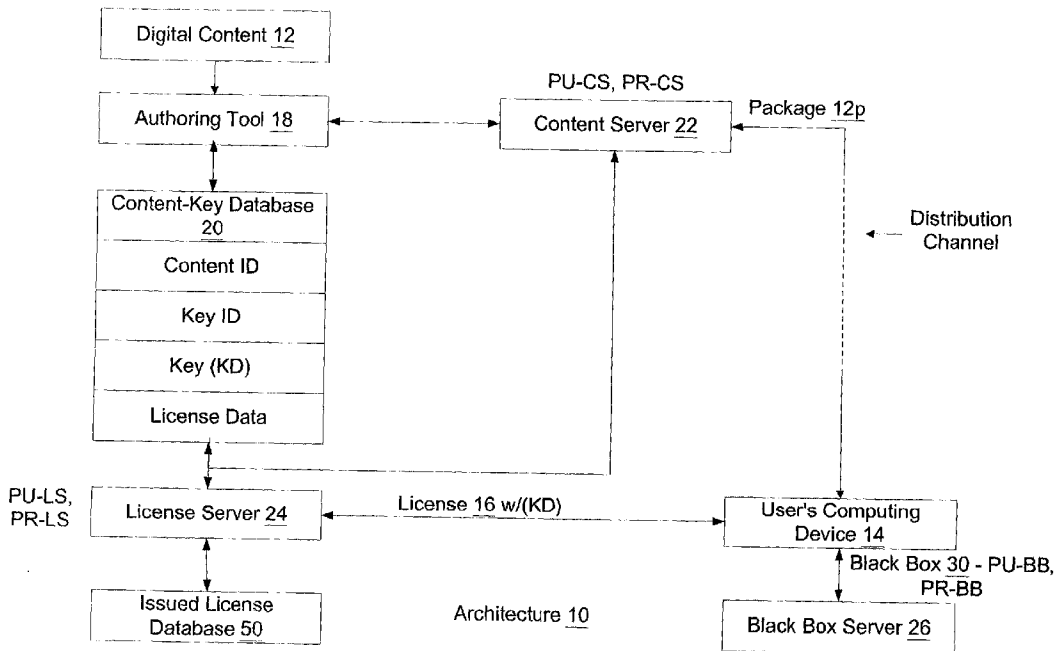 Digital Content 12
PU-CS, PR-CS
Package 12p
Authoring Tool 18
Content Server 22
Content-Key Database
20
Distribution
Channel
Content ID
Key ID
Key (KD)
License Data
PU-LS,
PR-LS
License Server 24
License 16 w/(KD)
User's Computing
Device 14
Black Box 30 - PU-BB,
PR-BB
Issued License
Database 50
Architecture 10
Black Box Server 26